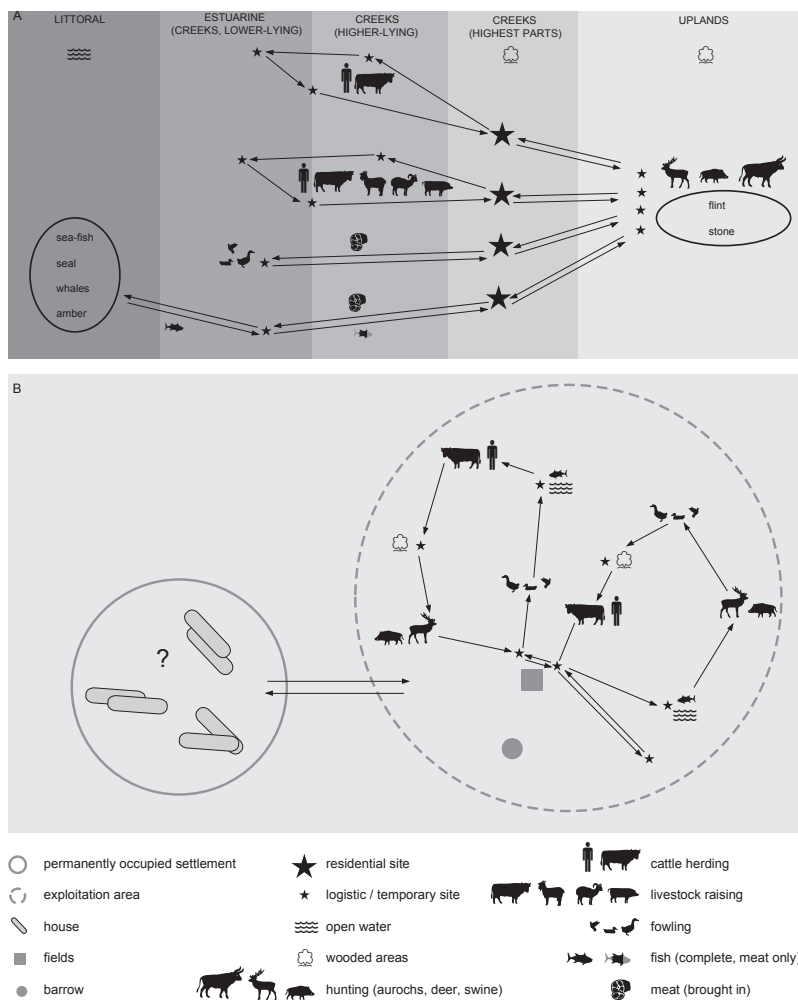 A
LITTORAL
ESTUARINE
(CREEKS, LOWER-LYING)
CREEKS
(HIGHER-LYING)
CREEKS
(HIGHEST PARTS)
UPLANDS
flint
stone
sea-fish
seal
whales
amber
B
?
permanently occupied settlement
exploitation area
house
fields
barrow
residential site
logistic / temporary site
open water
wooded areas
hunting (aurochs, deer, swine)
cattle herding
livestock raising
fowling
fish (complete, meat only)
meat (brought in)